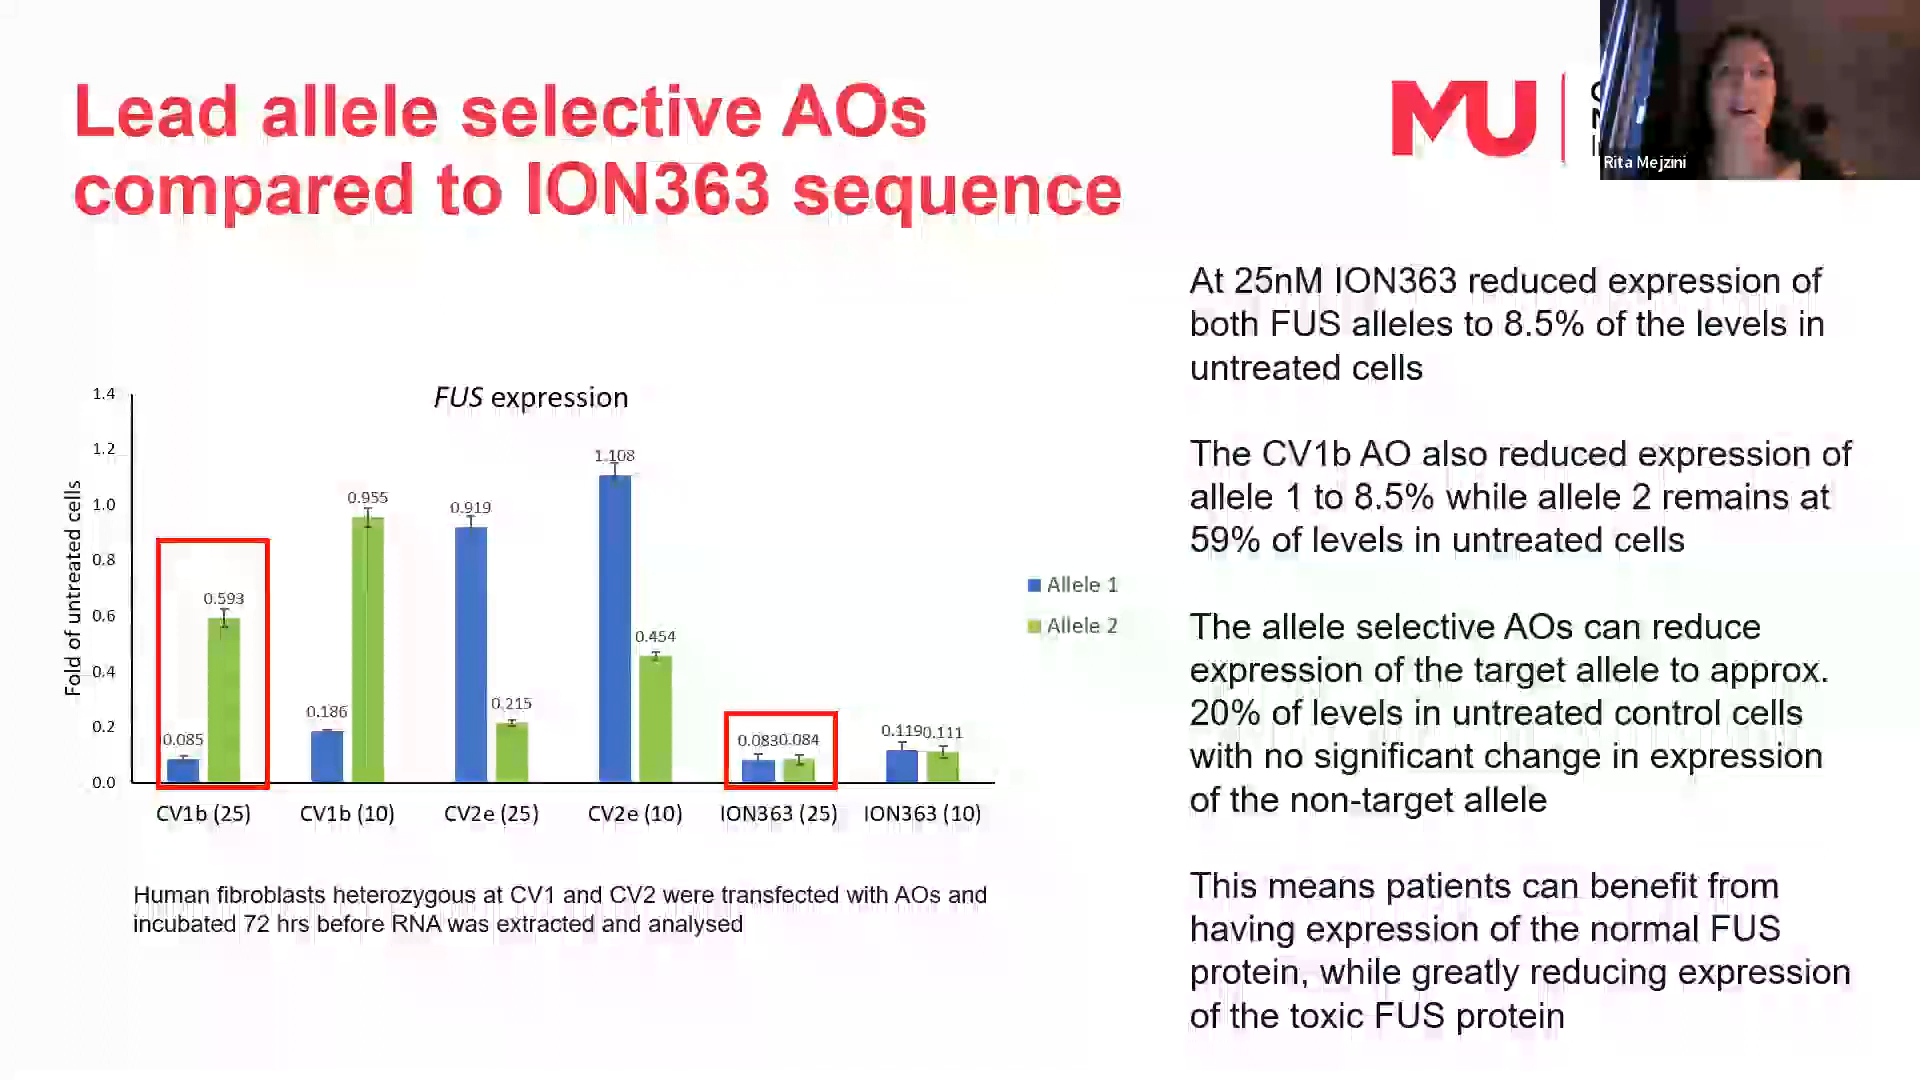 Lead allele selective AOs
compared to ION363 sequence
MU
Rita Mejzini
At 25nM ION363 reduced expression of
both FUS alleles to 8.5% of the levels in
untreated cells
The CV1b AO also reduced expression of
allele 1 to 8.5% while allele 2 remains at
59% of levels in untreated cells
The allele selective AOs can reduce
expression of the target allele to approx.
20% of levels in untreated control cells
with no significant change in expression
of the non-target allele
This means patients can benefit from
having expression of the normal FUS
protein, while greatly reducing expression
of the toxic FUS protein
FUS expression
Fold of untreated cells
1.4
1.2
1.0
0.8
0.6
0.4
0.2
0.0
0.085
0.593
0.186
0.955
0.919
0.215
1.108
0.454
0.083
0.084
0.119
0.111
CV1b (25)
CV1b (10)
CV2e (25)
CV2e (10)
ION363 (25)
ION363 (10)
Allele 1
Allele 2
Human fibroblasts heterozygous at CV1 and CV2 were transfected with AOs and
incubated 72 hrs before RNA was extracted and analysed